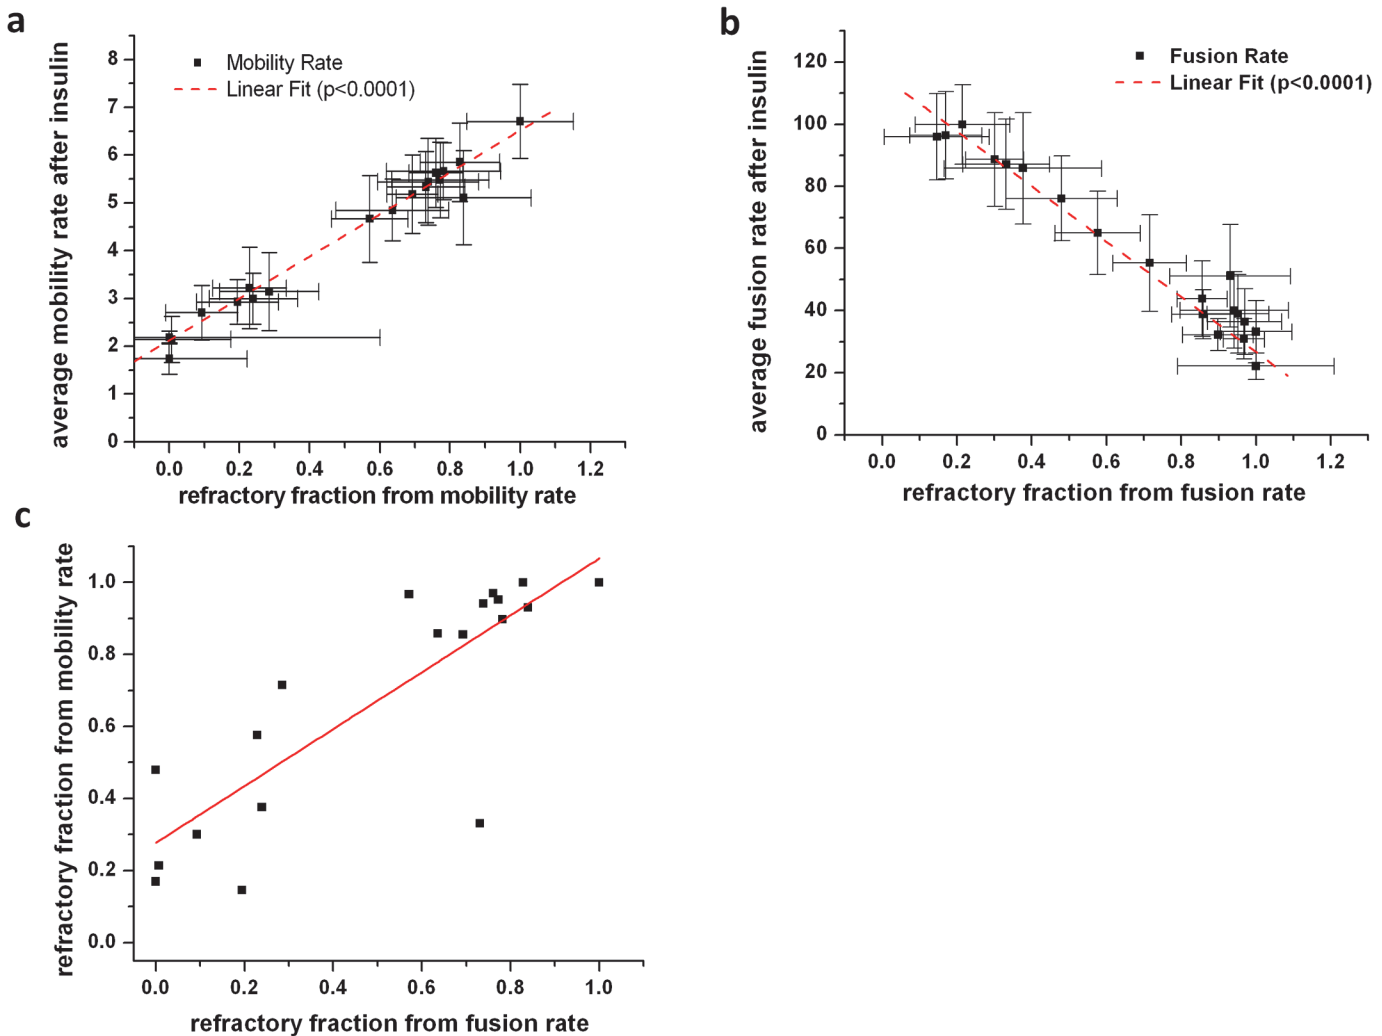 a
average mobility rate after insulin
8
7
6
5
4
3
2
1
0
Mobility Rate
Linear Fit (p<0.0001)
0.0 0.2 0.4 0.6 0.8 1.0 1.2
refractory fraction from mobility rate
b
average fusion rate after insulin
120
100
80
60
40
20
0
Fusion Rate
Linear Fit (p<0.0001)
0.0 0.2 0.4 0.6 0.8 1.0 1.2
refractory fraction from fusion rate
c
refractory fraction from mobility rate
1.0
0.8
0.6
0.4
0.2
0.0
0.0 0.2 0.4 0.6 0.8 1.0
refractory fraction from fusion rate